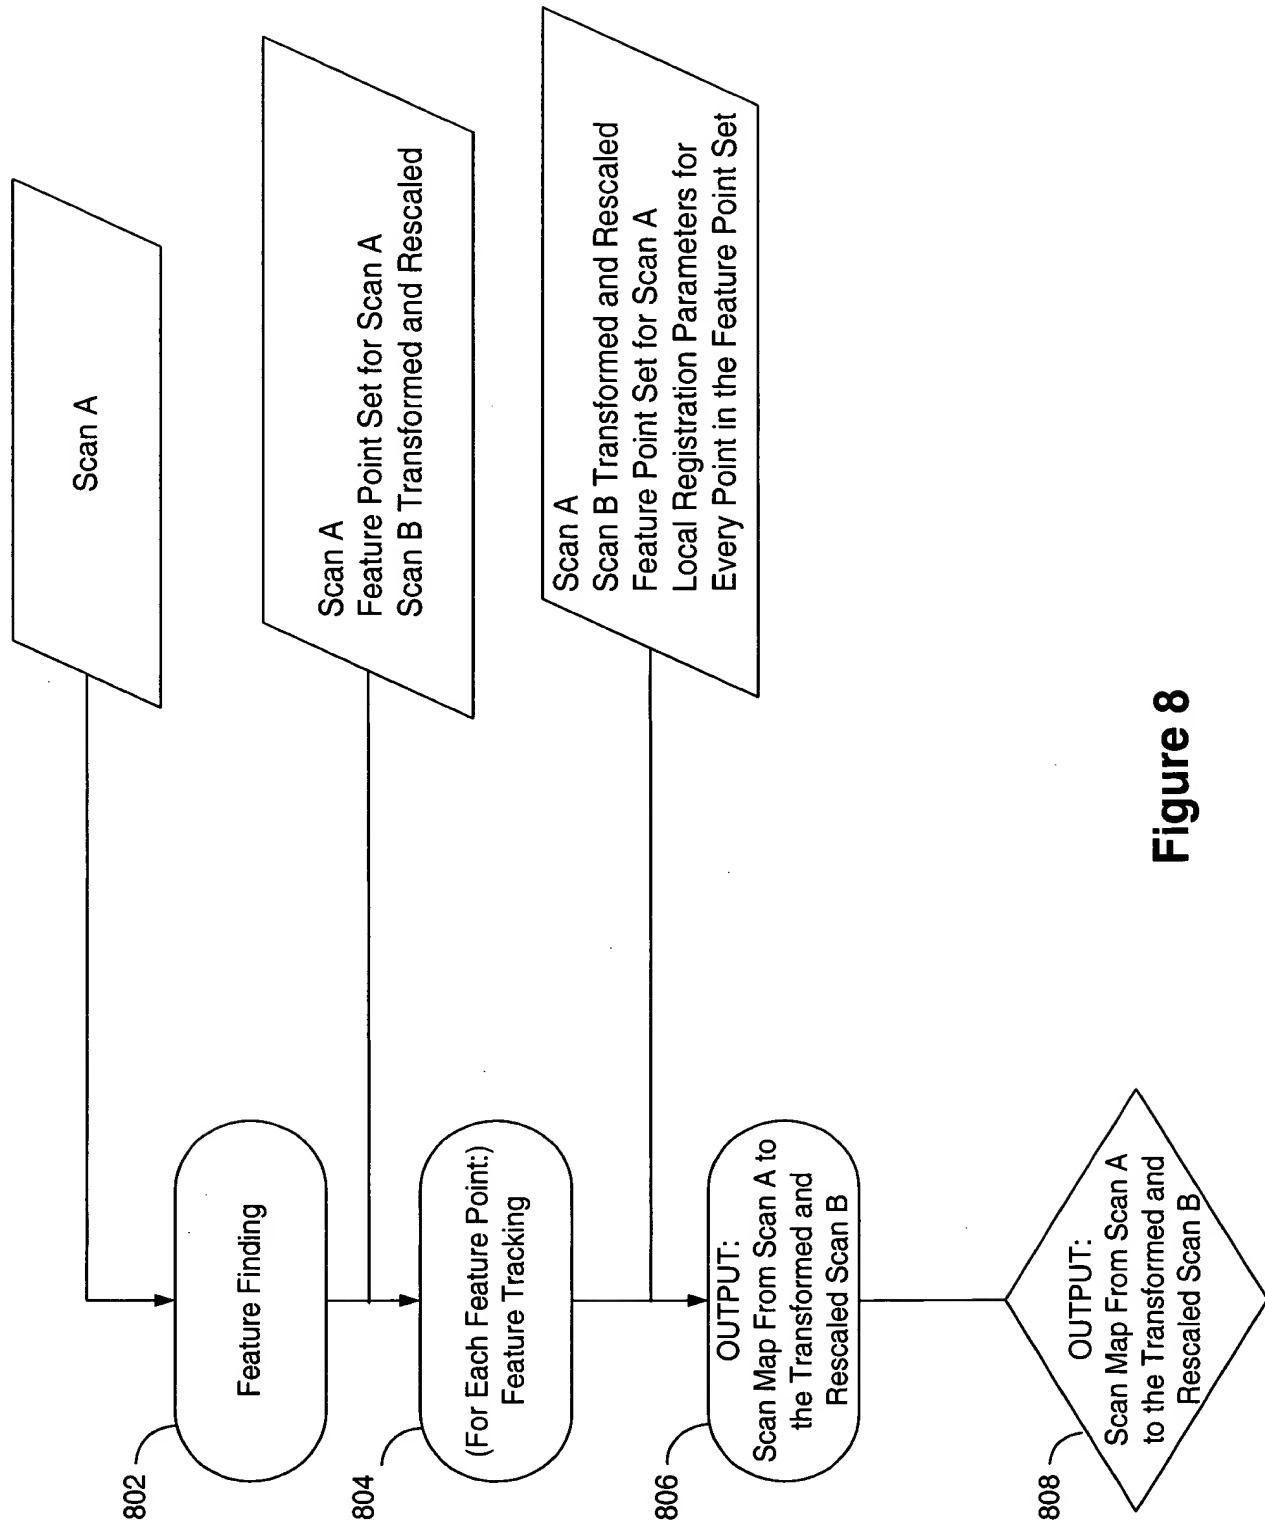 802
Feature Finding
Scan A
804
(For Each Feature Point:)
Feature Tracking
Scan A
Feature Point Set for Scan A
Scan B Transformed and Rescaled
806
OUTPUT:
Scan Map From Scan A to
the Transformed and
Rescaled Scan B
Scan A
Scan B Transformed and Rescaled
Feature Point Set for Scan A
Local Registration Parameters for
Every Point in the Feature Point Set
808
OUTPUT:
Scan Map From Scan A
to the Transformed and
Rescaled Scan B
Figure 8